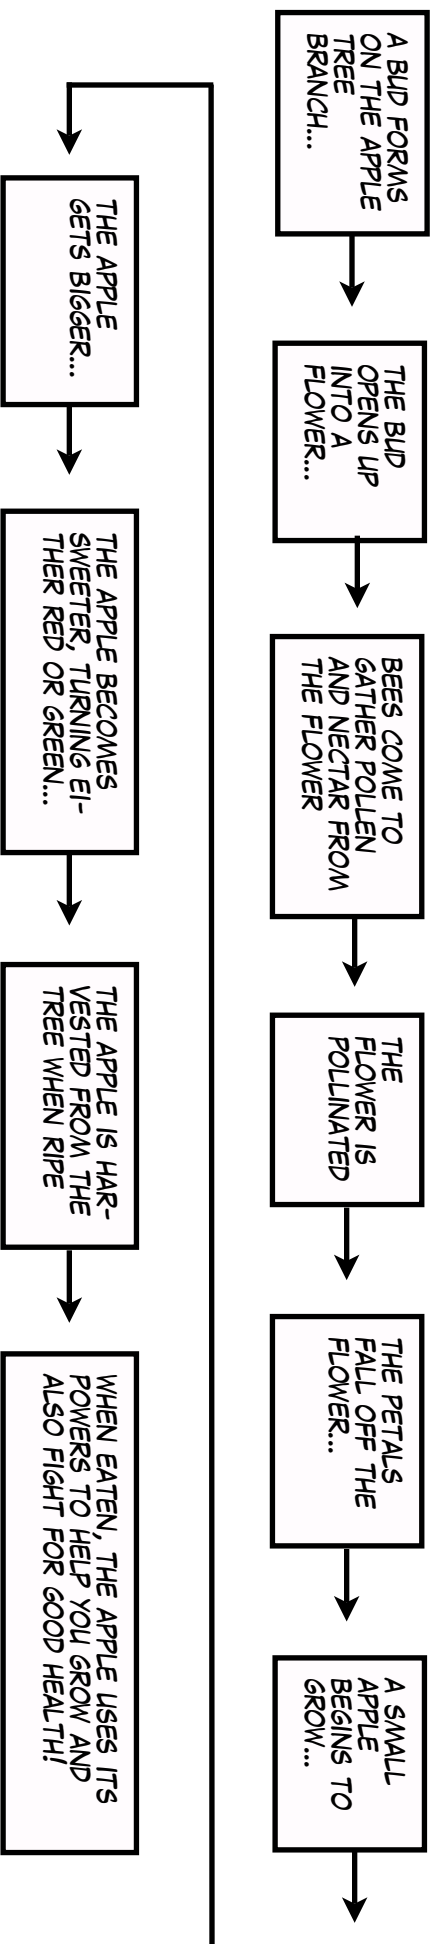 A BUD FORMS
ON THE APPLE
TREE
BRANCH...
THE BUD
OPENS UP
INTO A
FLOWER...
BEES COME TO
GATHER POLLEN
AND NECTAR FROM
THE FLOWER
THE
FLOWER IS
POLLINATED
THE PETALS
FALL OFF THE
FLOWER...
A SMALL
APPLE
BEGINS TO
GROW...
THE APPLE
GETS BIGGER...
THE APPLE BECOMES
SWEETER, TURNING EI-
THER RED OR GREEN...
THE APPLE IS HAR-
VESTED FROM THE
TREE WHEN RIPE
WHEN EATEN, THE APPLE USES ITS
POWERS TO HELP YOU GROW AND
ALSO FIGHT FOR GOOD HEALTH!